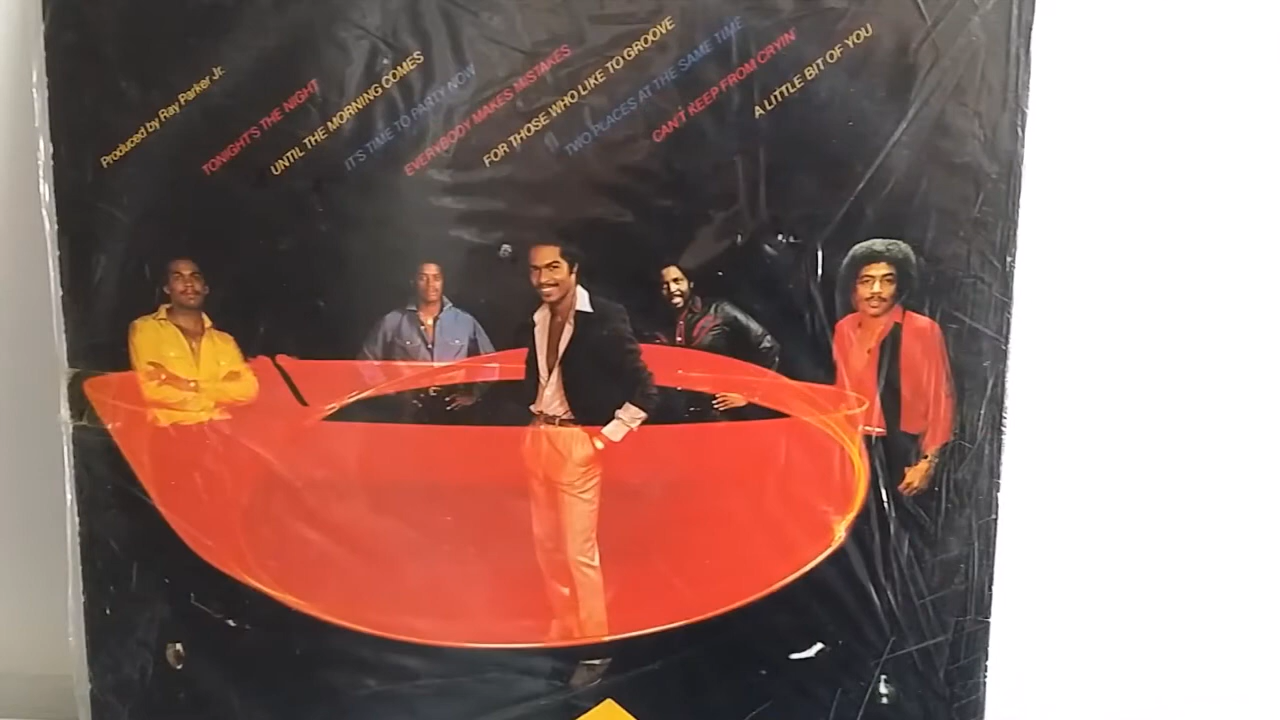 Produced by Ray Parker Jr.
TONIGHT'S THE NIGHT
UNTIL THE MORNING COMES
IT'S TIME TO PARTY NOW
EVERYBODY MAKES MISTAKES
FOR THOSE WHO LIKE TO GROOVE
TWO PLACES AT THE SAME TIME
CAN'T KEEP FROM CRYIN'
A LITTLE BIT OF YOU